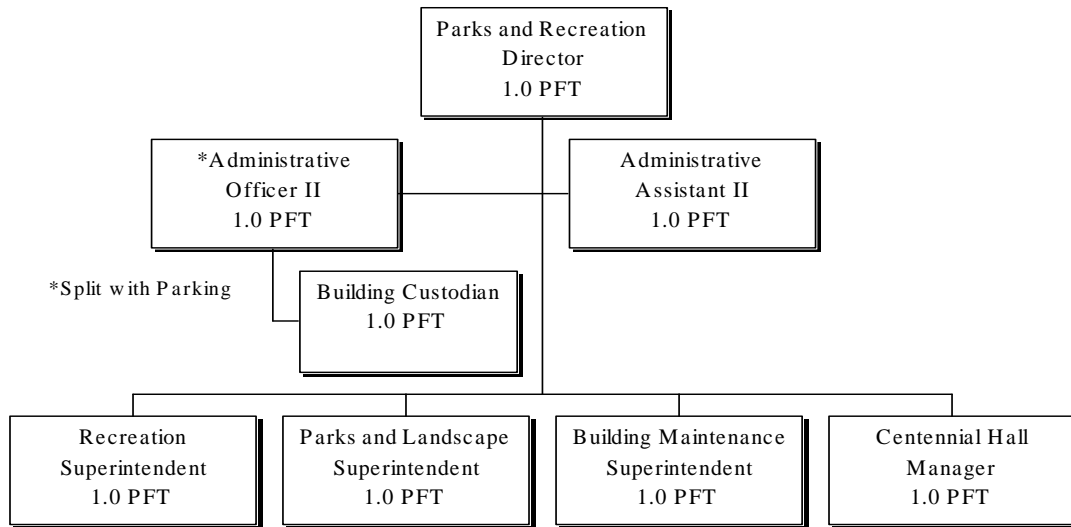 Parks and Recreation
Director
1.0 PFT
*Administrative
Officer II
1.0 PFT
Administrative
Assistant II
1.0 PFT
*Split with Parking
Building Custodian
1.0 PFT
Recreation
Superintendent
1.0 PFT
Parks and Landscape
Superintendent
1.0 PFT
Building Maintenance
Superintendent
1.0 PFT
Centennial Hall
Manager
1.0 PFT